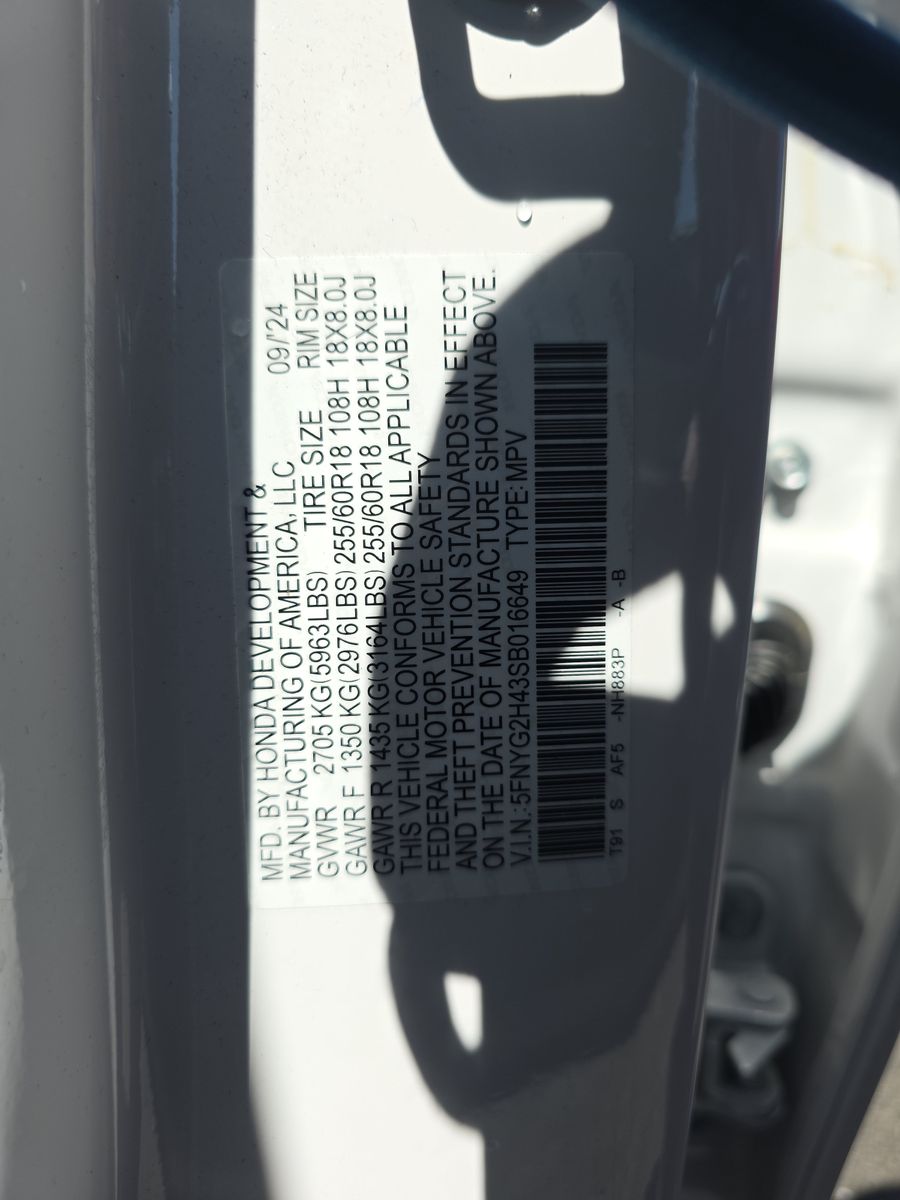 MFD. BY HONDA DEVELOPMENT &
MANUFACTURING OF AMERICA, LLC 09/'24
GVWR 2705 KG(5963LBS) TIRE SIZE RIM SIZE
GAWR F 1350 KG(2976LBS) 255/60R18 108H 18X8.0J
GAWR R 1435 KG(3164LBS) 255/60R18 108H 18X8.0J
THIS VEHICLE CONFORMS TO ALL APPLICABLE
FEDERAL MOTOR VEHICLE SAFETY
AND THEFT PREVENTION STANDARDS IN EFFECT
ON THE DATE OF MANUFACTURE SHOWN ABOVE.
V.I.N.:5FNYG2H43SB016649 TYPE:MPV
T91 S AF5 -NH883P -A -B